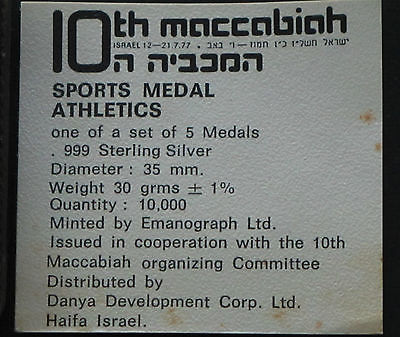 10th maccabiah
ISRAEL 12–21.7.77 . ישראל תשל"ז כ"ו תמוז – ו' באב
המכביה ה
SPORTS MEDAL
ATHLETICS
one of a set of 5 Medals
. 999 Sterling Silver
Diameter : 35 mm.
Weight 30 grms ± 1%
Quantity : 10,000
Minted by Emanograph Ltd.
Issued in cooperation with the 10th
Maccabiah organizing Committee
Distributed by
Danya Development Corp. Ltd.
Haifa Israel.